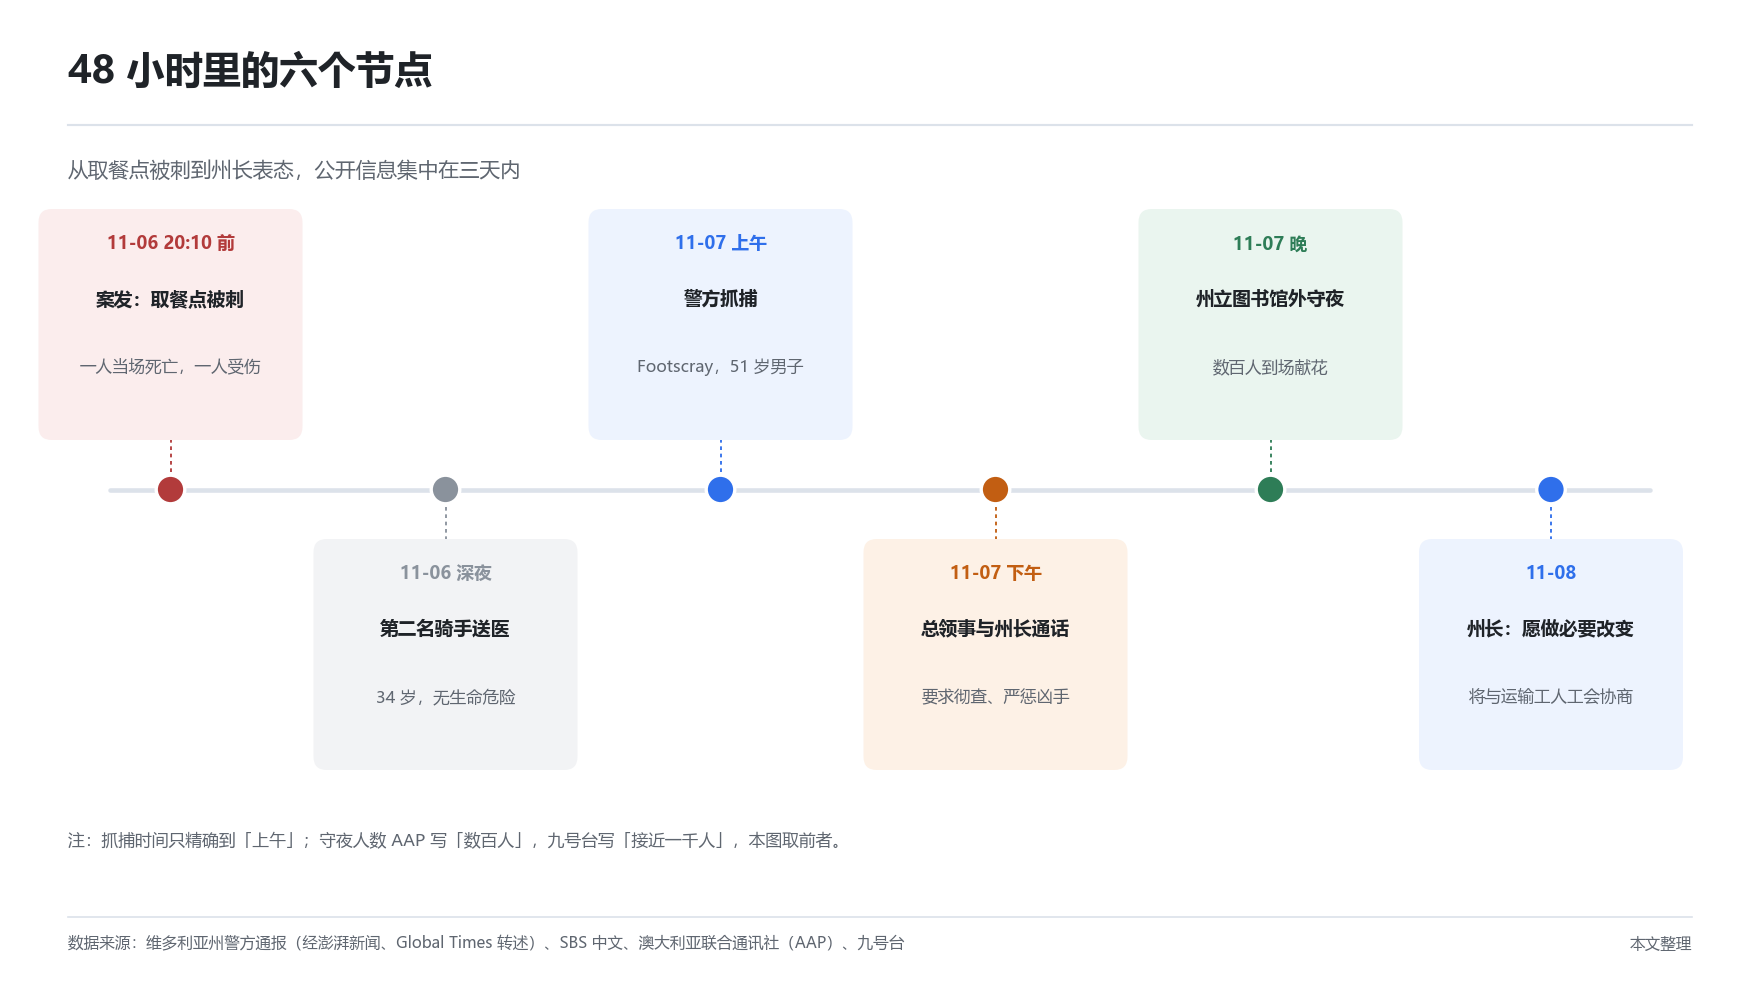 48 小时里的六个节点
从取餐点被刺到州长表态，公开信息集中在三天内
11-06 20:10 前
案发：取餐点被刺
一人当场死亡，一人受伤
11-06 深夜
第二名骑手送医
34 岁，无生命危险
11-07 上午
警方抓捕
Footscray，51 岁男子
11-07 下午
总领事与州长通话
要求彻查、严惩凶手
11-07 晚
州立图书馆外守夜
数百人到场献花
11-08
州长：愿做必要改变
将与运输工人工会协商
注：抓捕时间只精确到「上午」；守夜人数 AAP 写「数百人」，九号台写「接近一千人」，本图取前者。
数据来源：维多利亚州警方通报（经澎湃新闻、Global Times 转述）、SBS 中文、澳大利亚联合通讯社（AAP）、九号台
本文整理